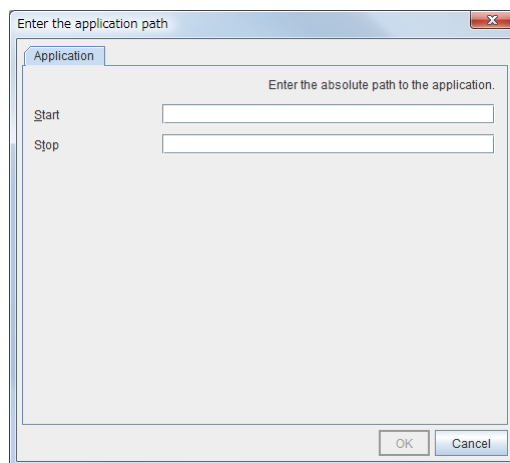 Enter the application path
x
Application
Enter the absolute path to the application.
Start
Stop
OK
Cancel